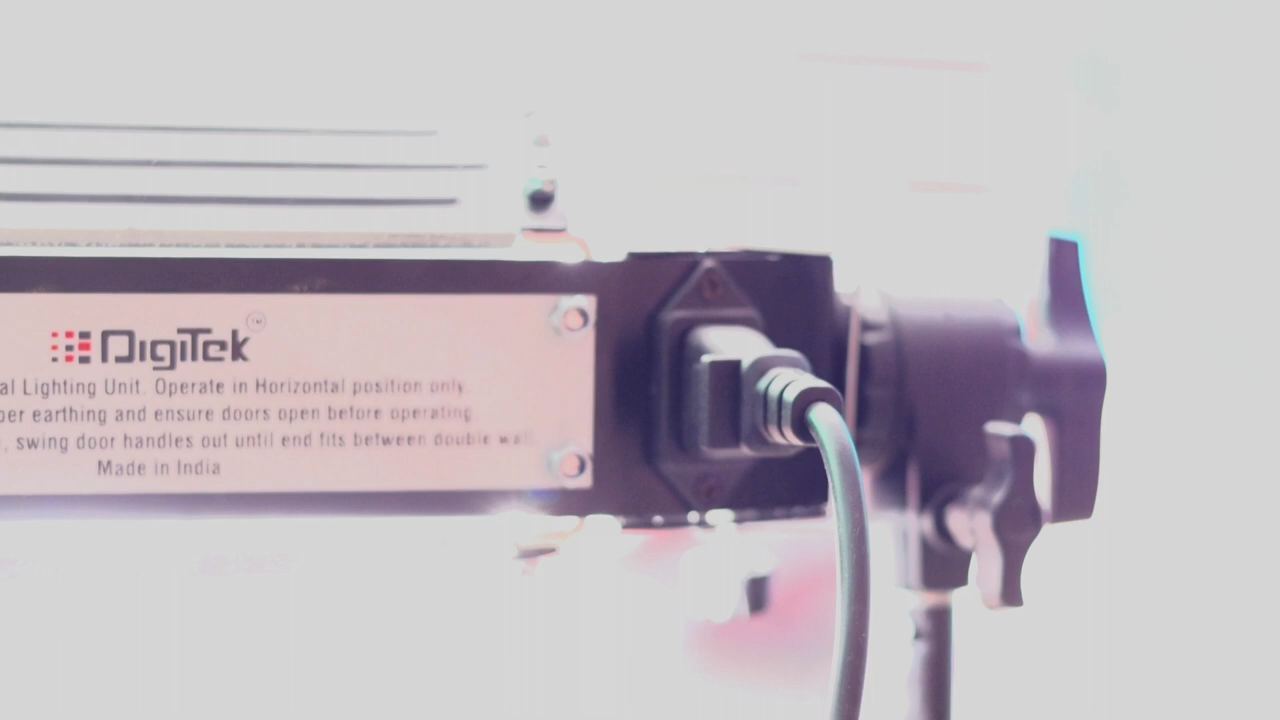 DigiTek TM
al Lighting Unit. Operate in Horizontal position only.
per earthing and ensure doors open before operating
, swing door handles out until end fits between double wall
Made in India